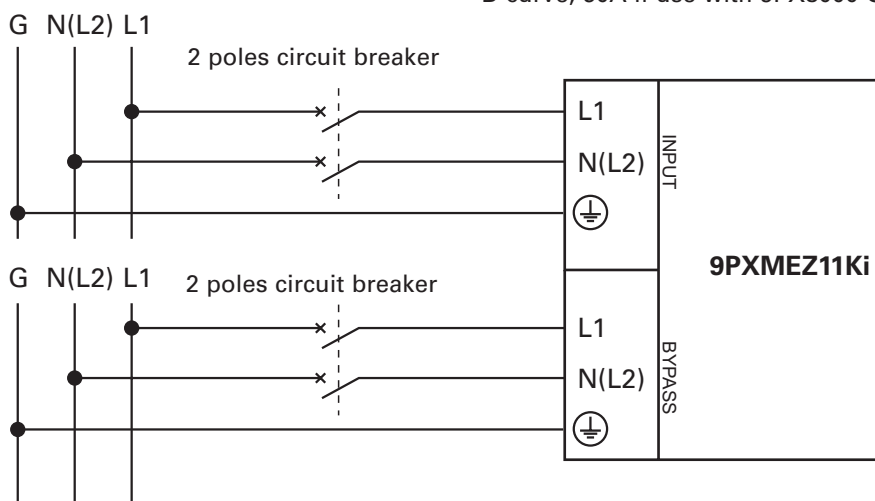 G N(L2) L1
2 poles circuit breaker
L1
N(L2)
INPUT
G N(L2) L1
2 poles circuit breaker
9PXMEZ11Ki
L1
N(L2)
BYPASS